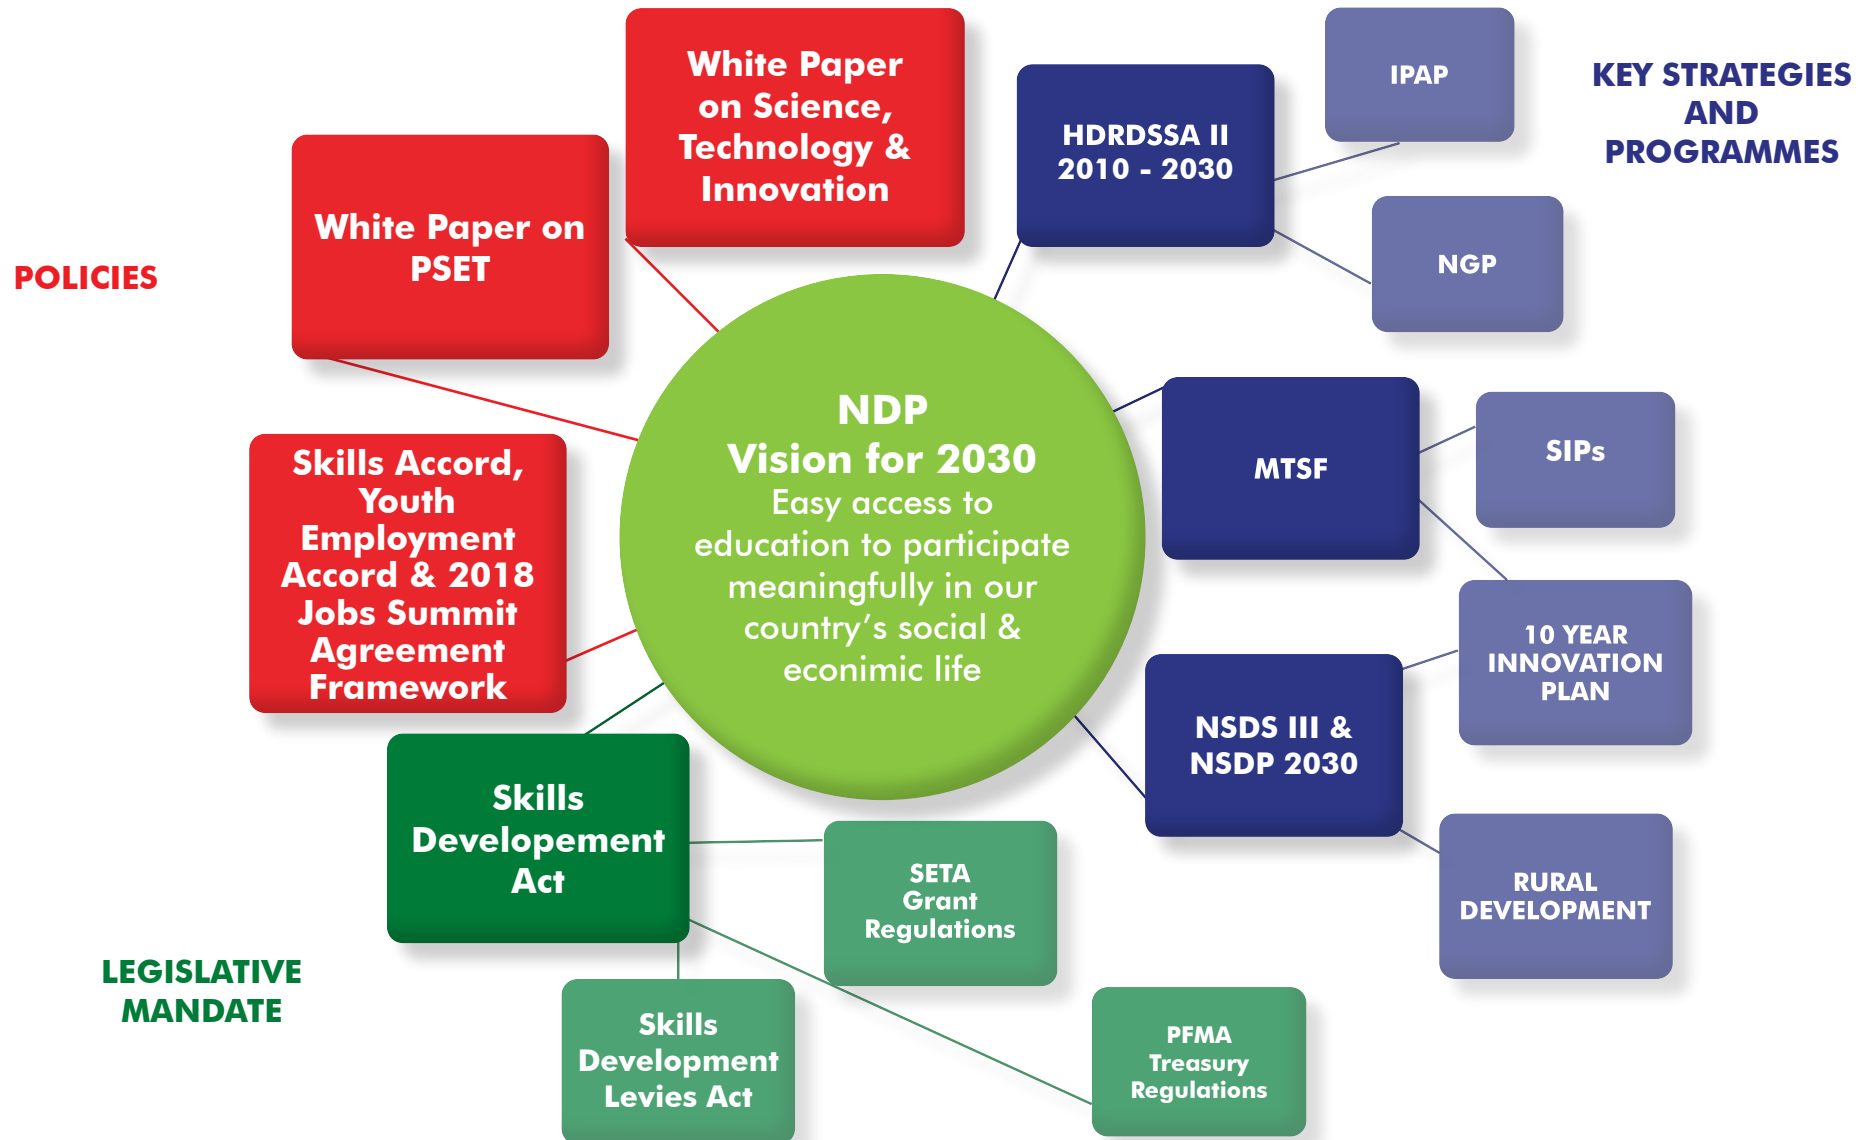 POLICIES
White Paper on
PSET
White Paper
on Science,
Technology &
Innovation
Skills Accord,
Youth
Employment
Accord & 2018
Jobs Summit
Agreement
Framework
NDP
Vision for 2030
Easy access to
education to participate
meaningfully in our
country's social &
econimic life
KEY STRATEGIES
AND
PROGRAMMES
HDRDSSA II
2010 - 2030
IPAP
NGP
MTSF
SIPs
10 YEAR
INNOVATION
PLAN
NSDS III &
NSDP 2030
RURAL
DEVELOPMENT
LEGISLATIVE
MANDATE
Skills
Developement
Act
SETA
Grant
Regulations
Skills
Development
Levies Act
PFMA
Treasury
Regulations